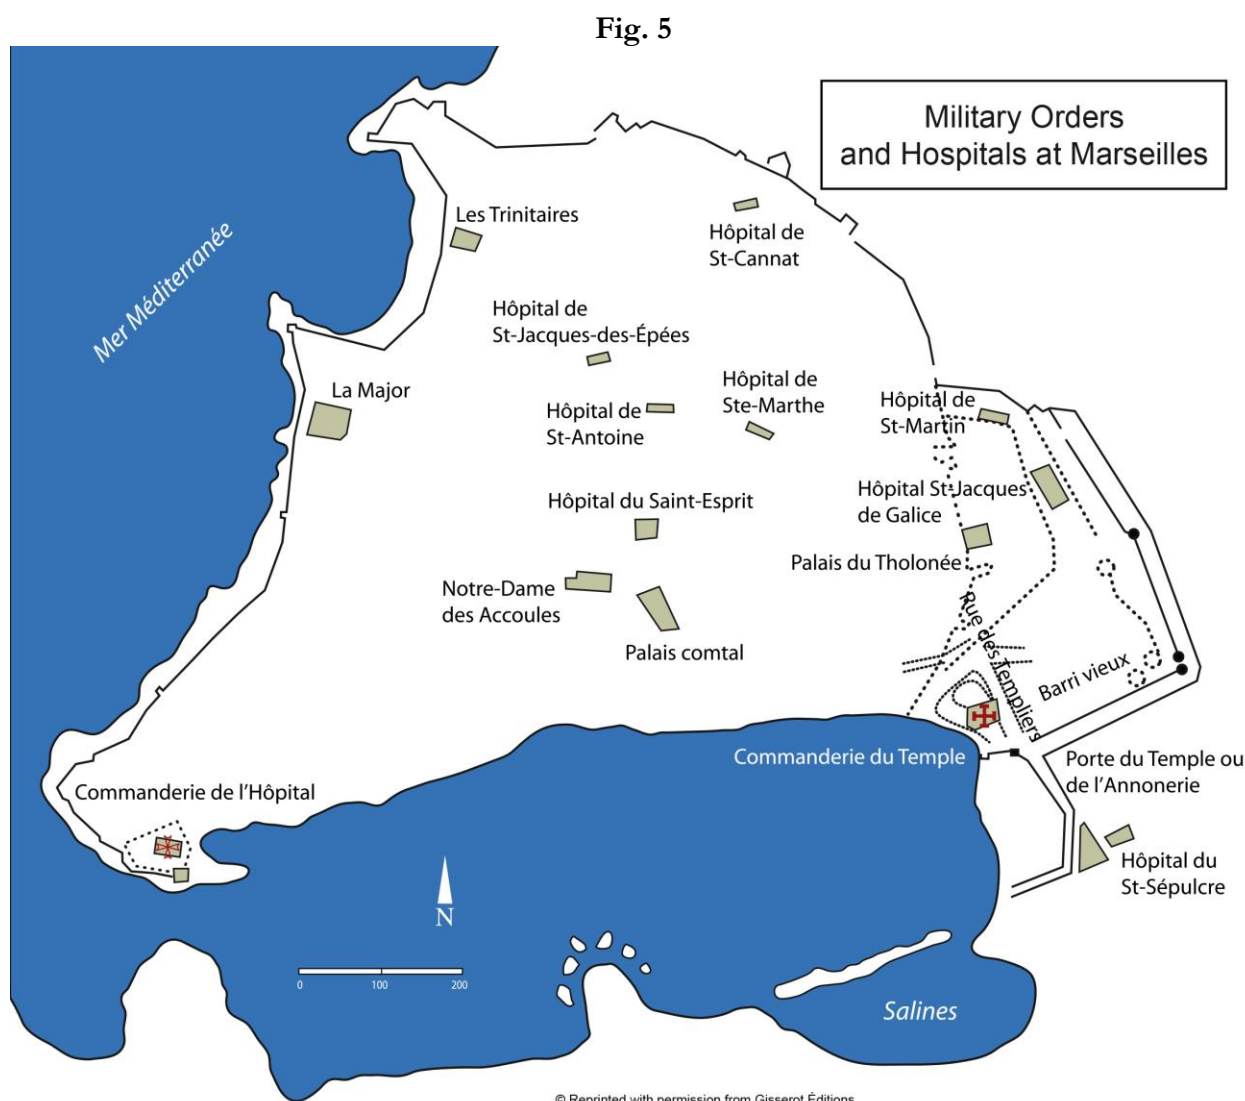 Fig. 5
Military Orders
and Hospitals at Marseilles
Les Trinitaires
Hôpital de
St-Cannat
Mer Méditerranée
Hôpital de
St-Jacques-des-Épées
La Major
Hôpital de
Ste-Marthe
Hôpital de
St-Antoine
Hôpital de
St-Martin
Hôpital du Saint-Esprit
Hôpital St-Jacques
de Galice
Palais du Tholonée
Notre-Dame
des Accoules
Palais comtal
Rue des Templiers
Barri vieux
Commanderie du Temple
Porte du Temple ou
de l'Annonerie
Commanderie de l'Hôpital
Hôpital du
St-Sépulcre
N
0 100 200
Salines
© Reprinted with permission from Gisserot Éditions